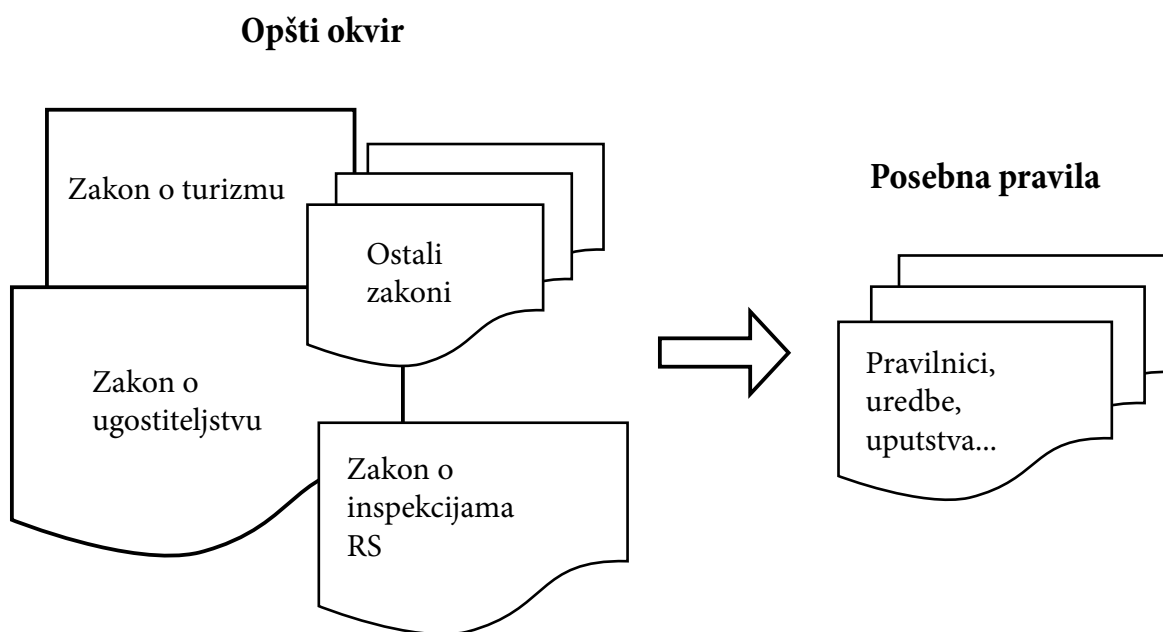 Opšti okvir
Zakon o turizmu
Ostali
zakoni
Zakon o
ugostiteljstvu
Zakon o
inspekcijama
RS
Posebna pravila
Pravilnici,
uredbe,
uputstva...